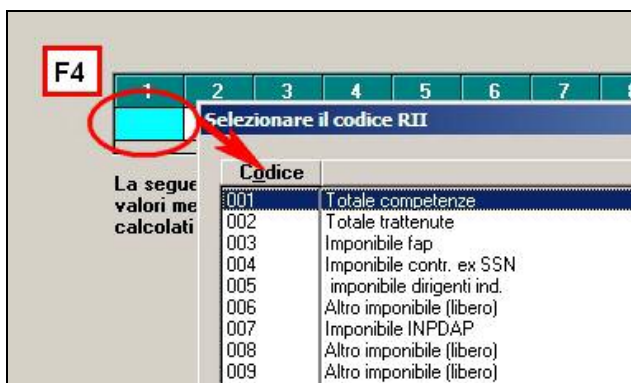 F4
1 2 3 4 5 6 7
Selezionare il codice RII
Codice
La segue
valori me
calcolati
001 Totale competenze
002 Totale trattenute
003 Imponibile fap
004 Imponibile contr. ex SSN
005 imponibile dirigenti ind.
006 Altro imponibile (libero)
007 Imponibile INPDAP
008 Altro imponibile (libero)
009 Altro imponibile (libero)